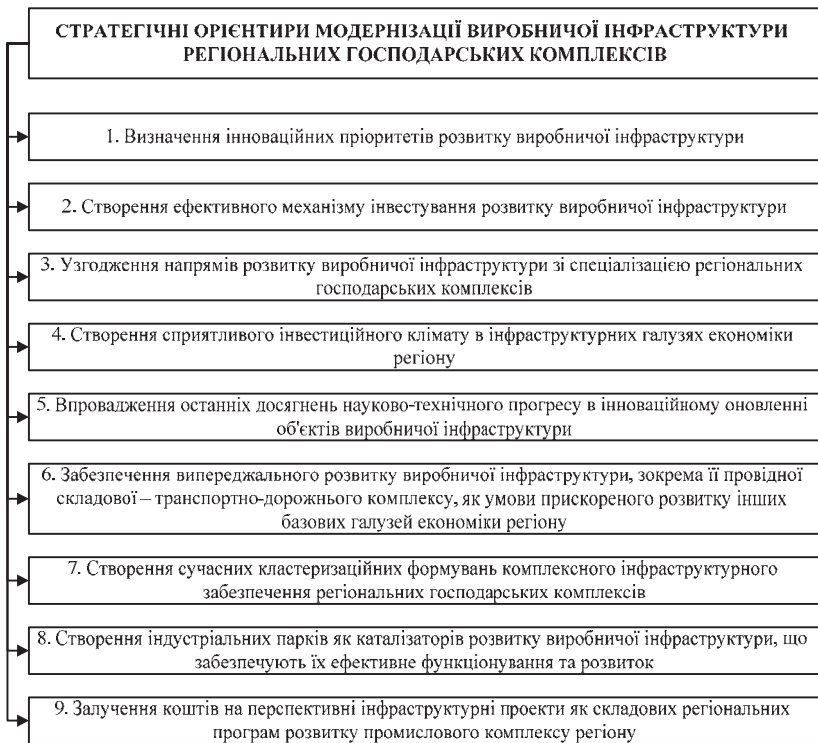 СТРАТЕГІЧНІ ОРІЄНТИРИ МОДЕРНІЗАЦІЇ ВИРОБНИЧОЇ ІНФРАСТРУКТУРИ
РЕГІОНАЛЬНИХ ГОСПОДАРСЬКИХ КОМПЛЕКСІВ
1. Визначення інноваційних пріоритетів розвитку виробничої інфраструктури
2. Створення ефективного механізму інвестування розвитку виробничої інфраструктури
3. Узгодження напрямів розвитку виробничої інфраструктури зі спеціалізацією регіональних
господарських комплексів
4. Створення сприятливого інвестиційного клімату в інфраструктурних галузях економіки
регіону
5. Впровадження останніх досягнень науково-технічного прогресу в інноваційному оновленні
об'єктів виробничої інфраструктури
6. Забезпечення випереджального розвитку виробничої інфраструктури, зокрема її провідної
складової – транспортно-дорожнього комплексу, як умови прискореного розвитку інших
базових галузей економіки регіону
7. Створення сучасних кластеризаційних формувань комплексного інфраструктурного
забезпечення регіональних господарських комплексів
8. Створення індустріальних парків як каталізаторів розвитку виробничої інфраструктури, що
забезпечують їх ефективне функціонування та розвиток
9. Залучення коштів на перспективні інфраструктурні проекти як складових регіональних
програм розвитку промислового комплексу регіону